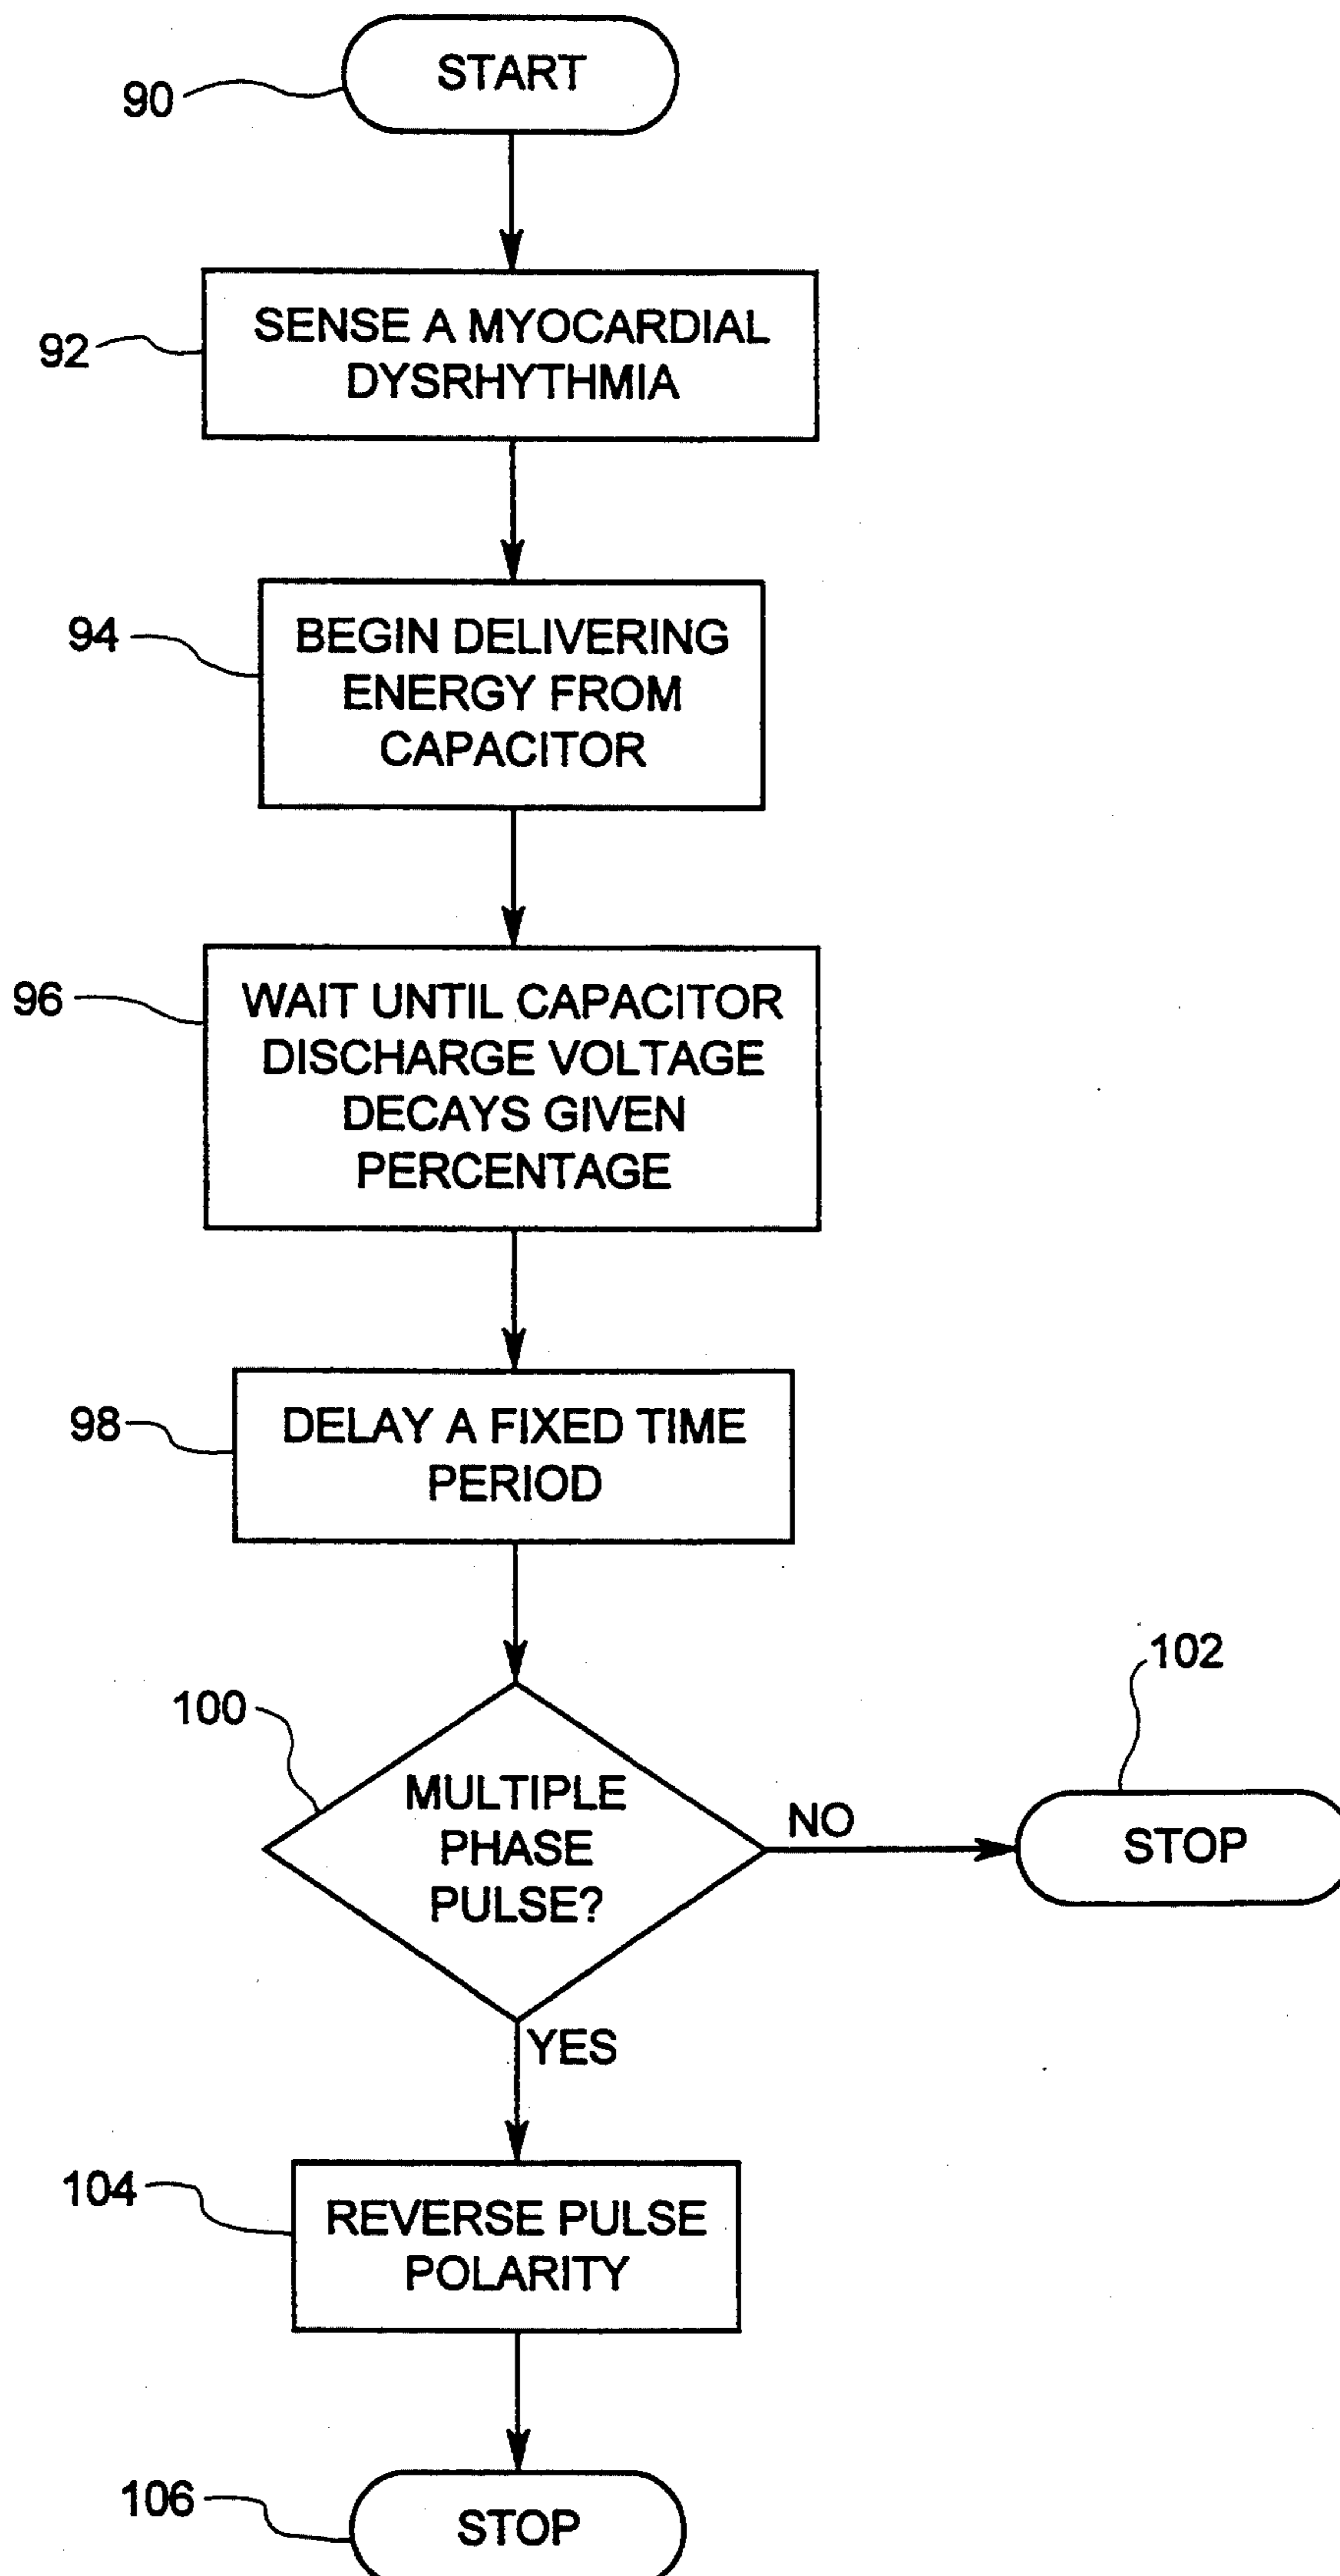 START
90
SENSE A MYOCARDIAL
DYSRHYTHMIA
92
BEGIN DELIVERING
ENERGY FROM
CAPACITOR
94
WAIT UNTIL CAPACITOR
DISCHARGE VOLTAGE
DECAYS GIVEN
PERCENTAGE
96
DELAY A FIXED TIME
PERIOD
98
100
MULTIPLE
PHASE
PULSE?
NO
102
STOP
YES
104
REVERSE PULSE
POLARITY
106
STOP